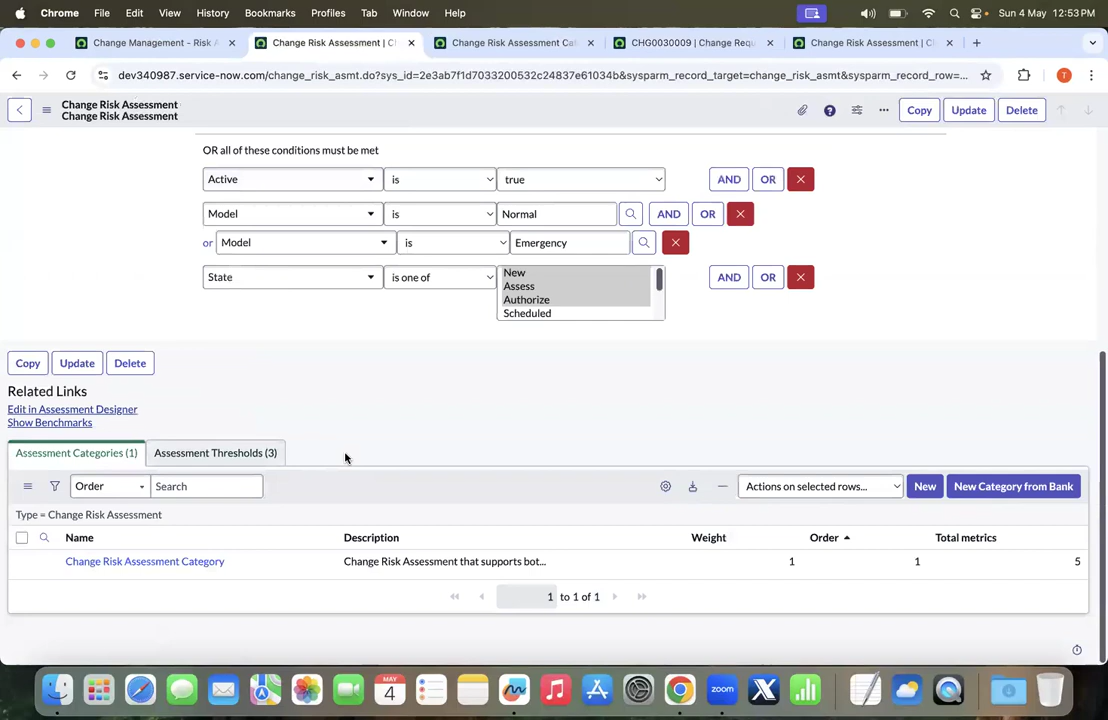 Chrome File Edit View History Bookmarks Profiles Tab Window Help Sun 4 May 12:53 PM
Change Management - Risk A
Change Risk Assessment | C
Change Risk Assessment Cat
CHG0030009 | Change Requ
Change Risk Assessment | C
dev340987.service-now.com/change_risk_asmt.do?sys_id=2e3ab7f1d7033200532c24837e61034b&sysparm_record_target=change_risk_asmt&sysparm_record_row=...
T
Change Risk Assessment
Change Risk Assessment
Copy Update Delete
OR all of these conditions must be met
Active is true AND OR
Model is Normal AND OR
or Model is Emergency
State is one of New AND OR
Assess
Authorize
Scheduled
Copy Update Delete
Related Links
Edit in Assessment Designer
Show Benchmarks
Assessment Categories (1) Assessment Thresholds (3)
Order Search Actions on selected rows... New New Category from Bank
Type = Change Risk Assessment
Name Description Weight Order Total metrics
Change Risk Assessment Category Change Risk Assessment that supports bot... 1 1 5
1 to 1 of 1
MAY
4
zoom